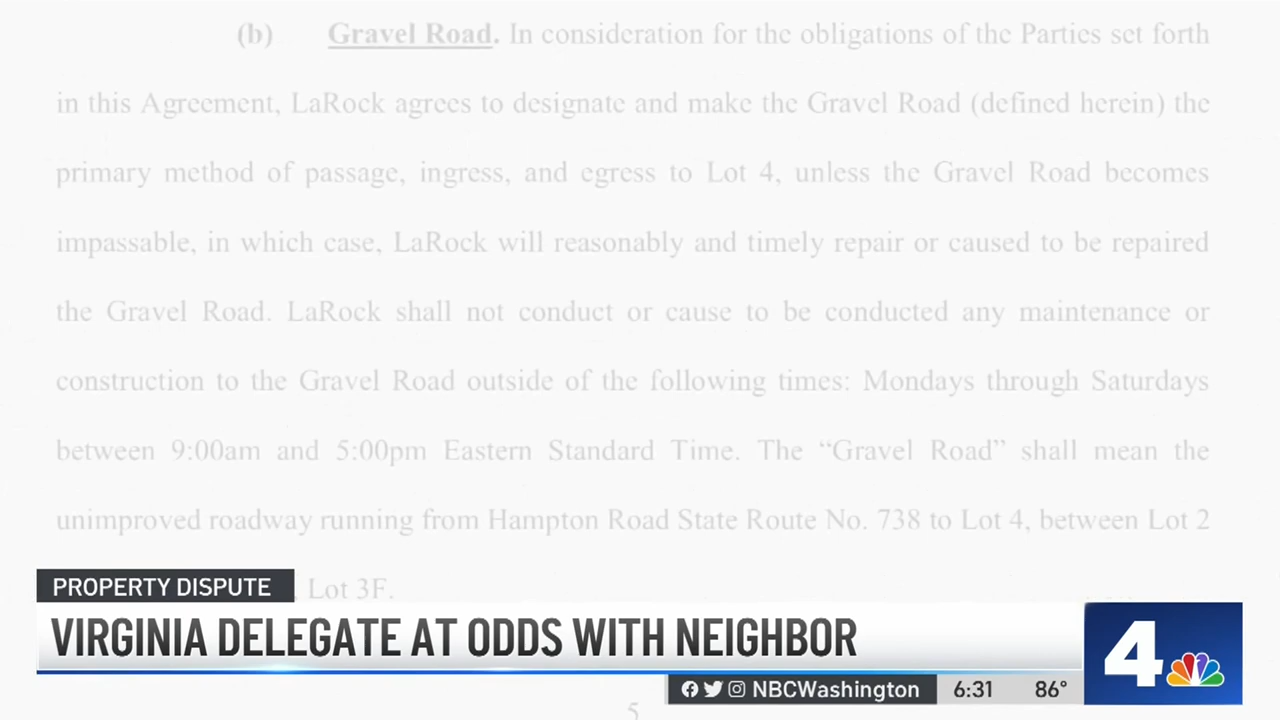 (b) Gravel Road. In consideration for the obligations of the Parties set forth
in this Agreement, LaRock agrees to designate and make the Gravel Road (defined herein) the
primary method of passage, ingress, and egress to Lot 4, unless the Gravel Road becomes
impassable, in which case, LaRock will reasonably and timely repair or caused to be repaired
the Gravel Road. LaRock shall not conduct or cause to be conducted any maintenance or
construction to the Gravel Road outside of the following times: Mondays through Saturdays
between 9:00am and 5:00pm Eastern Standard Time. The “Gravel Road” shall mean the
unimproved roadway running from Hampton Road State Route No. 738 to Lot 4, between Lot 2
, Lot 3F.
PROPERTY DISPUTE
VIRGINIA DELEGATE AT ODDS WITH NEIGHBOR
4
NBCWashington 6:31 86°
5